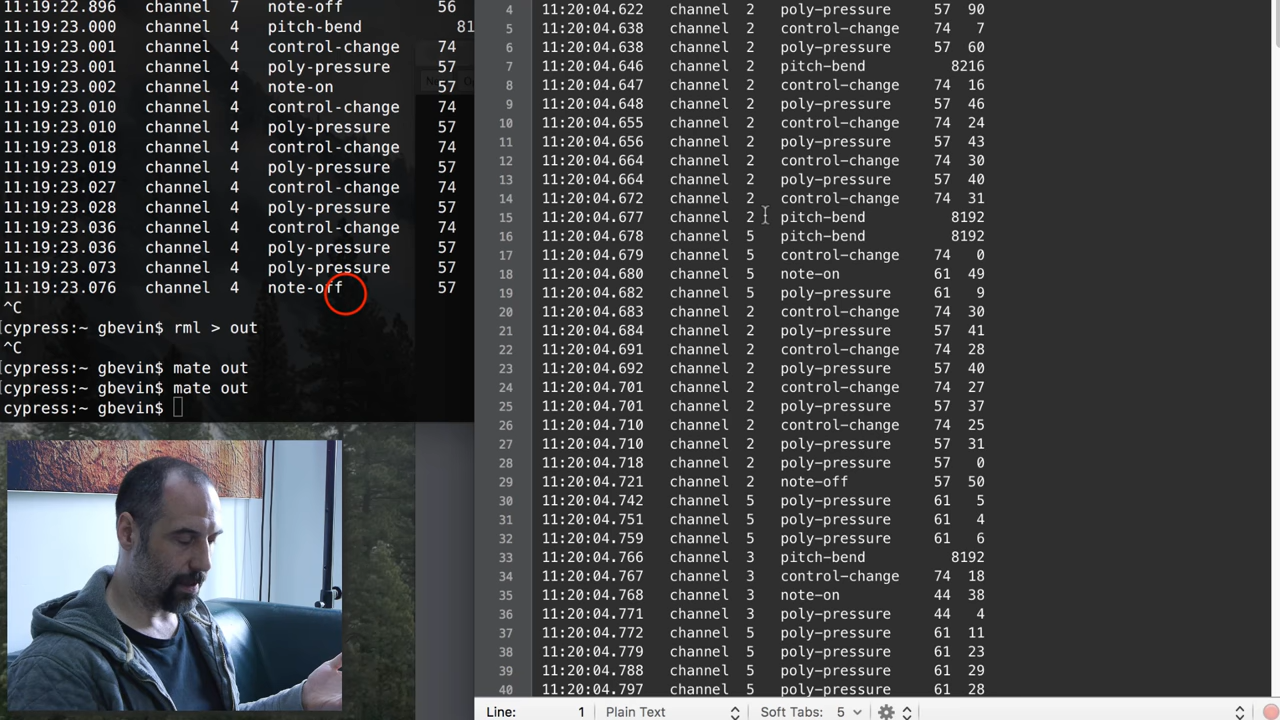 11:19:22.896 channel 7 note-off 56
11:19:23.000 channel 4 pitch-bend 81
11:19:23.001 channel 4 control-change 74
11:19:23.001 channel 4 poly-pressure 57
11:19:23.002 channel 4 note-on 57
11:19:23.010 channel 4 control-change 74
11:19:23.010 channel 4 poly-pressure 57
11:19:23.018 channel 4 control-change 74
11:19:23.019 channel 4 poly-pressure 57
11:19:23.027 channel 4 control-change 74
11:19:23.028 channel 4 poly-pressure 57
11:19:23.036 channel 4 control-change 74
11:19:23.036 channel 4 poly-pressure 57
11:19:23.073 channel 4 poly-pressure 57
11:19:23.076 channel 4 note-off 57
^C
[cypress:~ gbevin$ rml > out
^C
[cypress:~ gbevin$ mate out
[cypress:~ gbevin$ mate out
cypress:~ gbevin$
4 11:20:04.622 channel 2 poly-pressure 57 90
5 11:20:04.638 channel 2 control-change 74 7
6 11:20:04.638 channel 2 poly-pressure 57 60
7 11:20:04.646 channel 2 pitch-bend 8216
8 11:20:04.647 channel 2 control-change 74 16
9 11:20:04.648 channel 2 poly-pressure 57 46
10 11:20:04.655 channel 2 control-change 74 24
11 11:20:04.656 channel 2 poly-pressure 57 43
12 11:20:04.664 channel 2 control-change 74 30
13 11:20:04.664 channel 2 poly-pressure 57 40
14 11:20:04.672 channel 2 control-change 74 31
15 11:20:04.677 channel 2 pitch-bend 8192
16 11:20:04.678 channel 5 pitch-bend 8192
17 11:20:04.679 channel 5 control-change 74 0
18 11:20:04.680 channel 5 note-on 61 49
19 11:20:04.682 channel 5 poly-pressure 61 9
20 11:20:04.683 channel 2 control-change 74 30
21 11:20:04.684 channel 2 poly-pressure 57 41
22 11:20:04.691 channel 2 control-change 74 28
23 11:20:04.692 channel 2 poly-pressure 57 40
24 11:20:04.701 channel 2 control-change 74 27
25 11:20:04.701 channel 2 poly-pressure 57 37
26 11:20:04.710 channel 2 control-change 74 25
27 11:20:04.710 channel 2 poly-pressure 57 31
28 11:20:04.718 channel 2 poly-pressure 57 0
29 11:20:04.721 channel 2 note-off 57 50
30 11:20:04.742 channel 5 poly-pressure 61 5
31 11:20:04.751 channel 5 poly-pressure 61 4
32 11:20:04.759 channel 5 poly-pressure 61 6
33 11:20:04.766 channel 3 pitch-bend 8192
34 11:20:04.767 channel 3 control-change 74 18
35 11:20:04.768 channel 3 note-on 44 38
36 11:20:04.771 channel 3 poly-pressure 44 4
37 11:20:04.772 channel 5 poly-pressure 61 11
38 11:20:04.779 channel 5 poly-pressure 61 23
39 11:20:04.788 channel 5 poly-pressure 61 29
40 11:20:04.797 channel 5 poly-pressure 61 28
Line: 1 Plain Text Soft Tabs: 5